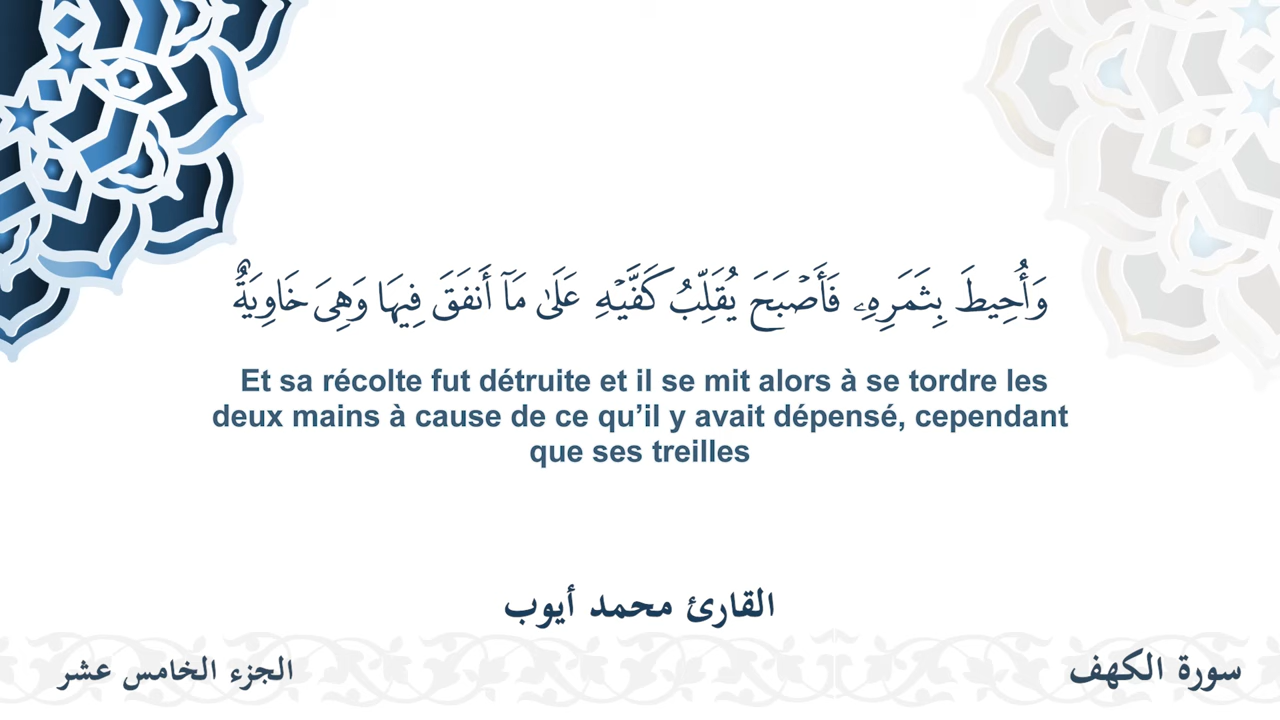 وَأُحِيطَ بِثَمَرِهِۦ فَأَصۡبَحَ يُقَلِّبُ كَفَّيۡهِ عَلَىٰ مَآ أَنفَقَ فِيهَا وَهِىَ خَاوِيَةٌ
Et sa récolte fut détruite et il se mit alors à se tordre les
deux mains à cause de ce qu’il y avait dépensé, cependant
que ses treilles
القارئ محمد أيوب
سورة الكهف
الجزء الخامس عشر